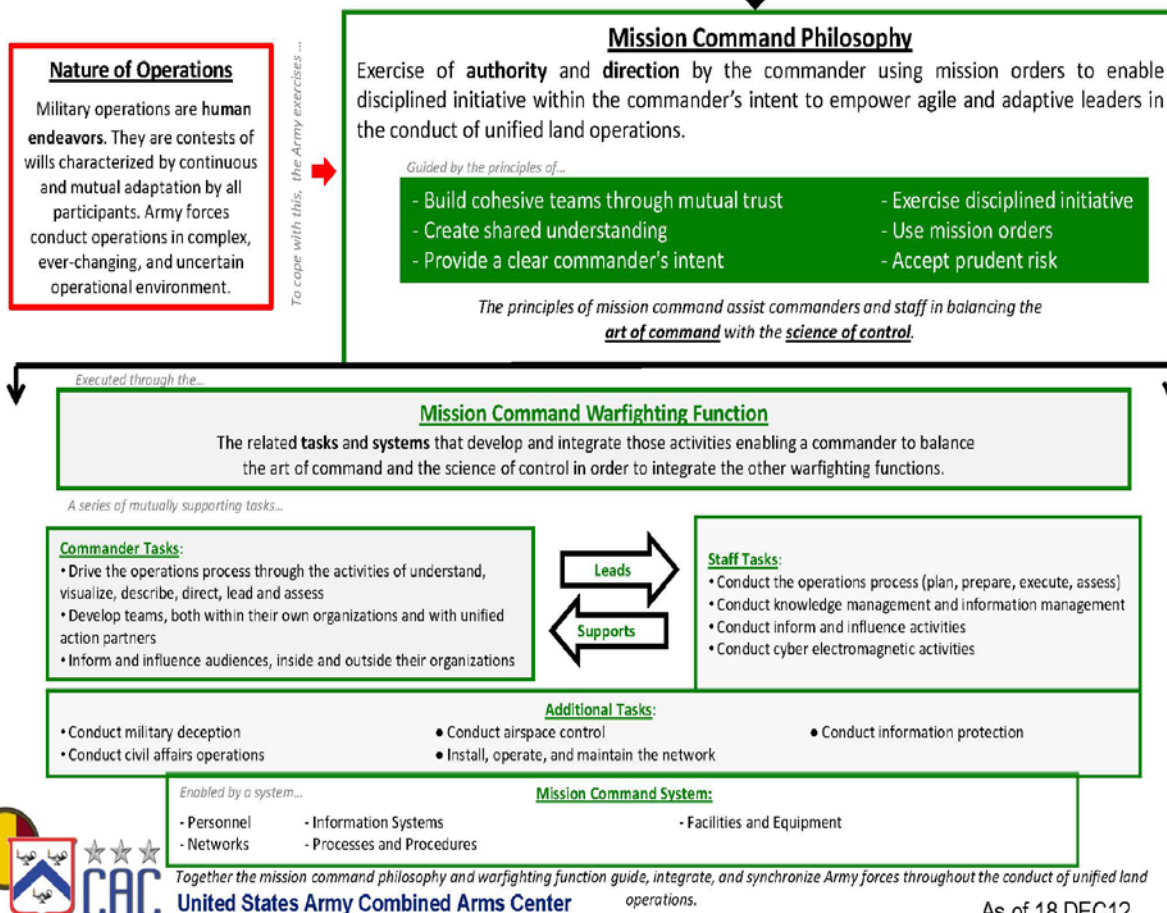 Nature of Operations
Military operations are human
endeavors. They are contests of
wills characterized by continuous
and mutual adaptation by all
participants. Army forces
conduct operations in complex,
ever-changing, and uncertain
operational environment.
To cope with this, the Army exercises ...
Mission Command Philosophy
Exercise of authority and direction by the commander using mission orders to enable
disciplined initiative within the commander's intent to empower agile and adaptive leaders in
the conduct of unified land operations.
Guided by the principles of...
- Build cohesive teams through mutual trust
- Create shared understanding
- Provide a clear commander's intent
- Exercise disciplined initiative
- Use mission orders
- Accept prudent risk
The principles of mission command assist commanders and staff in balancing the
art of command with the science of control.
Executed through the...
Mission Command Warfighting Function
The related tasks and systems that develop and integrate those activities enabling a commander to balance
the art of command and the science of control in order to integrate the other warfighting functions.
A series of mutually supporting tasks...
Commander Tasks:
• Drive the operations process through the activities of understand,
visualize, describe, direct, lead and assess
• Develop teams, both within their own organizations and with unified
action partners
• Inform and influence audiences, inside and outside their organizations
Leads
Supports
Staff Tasks:
• Conduct the operations process (plan, prepare, execute, assess)
• Conduct knowledge management and information management
• Conduct inform and influence activities
• Conduct cyber electromagnetic activities
Additional Tasks:
• Conduct military deception
• Conduct civil affairs operations
● Conduct airspace control
● Install, operate, and maintain the network
● Conduct information protection
Enabled by a system...
Mission Command System:
- Personnel
- Networks
- Information Systems
- Processes and Procedures
- Facilities and Equipment
Together the mission command philosophy and warfighting function guide, integrate, and synchronize Army forces throughout the conduct of unified land
operations.
CAC
United States Army Combined Arms Center
As of 18 DEC12